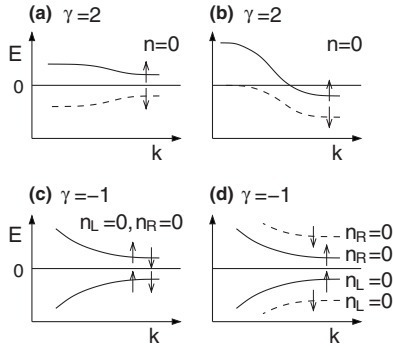 (a) γ=2
n=0
E
0
k
(b) γ=2
n=0
k
(c) γ=−1
n_L=0, n_R=0
E
0
k
(d) γ=−1
n_R=0
n_R=0
n_L=0
n_L=0
k